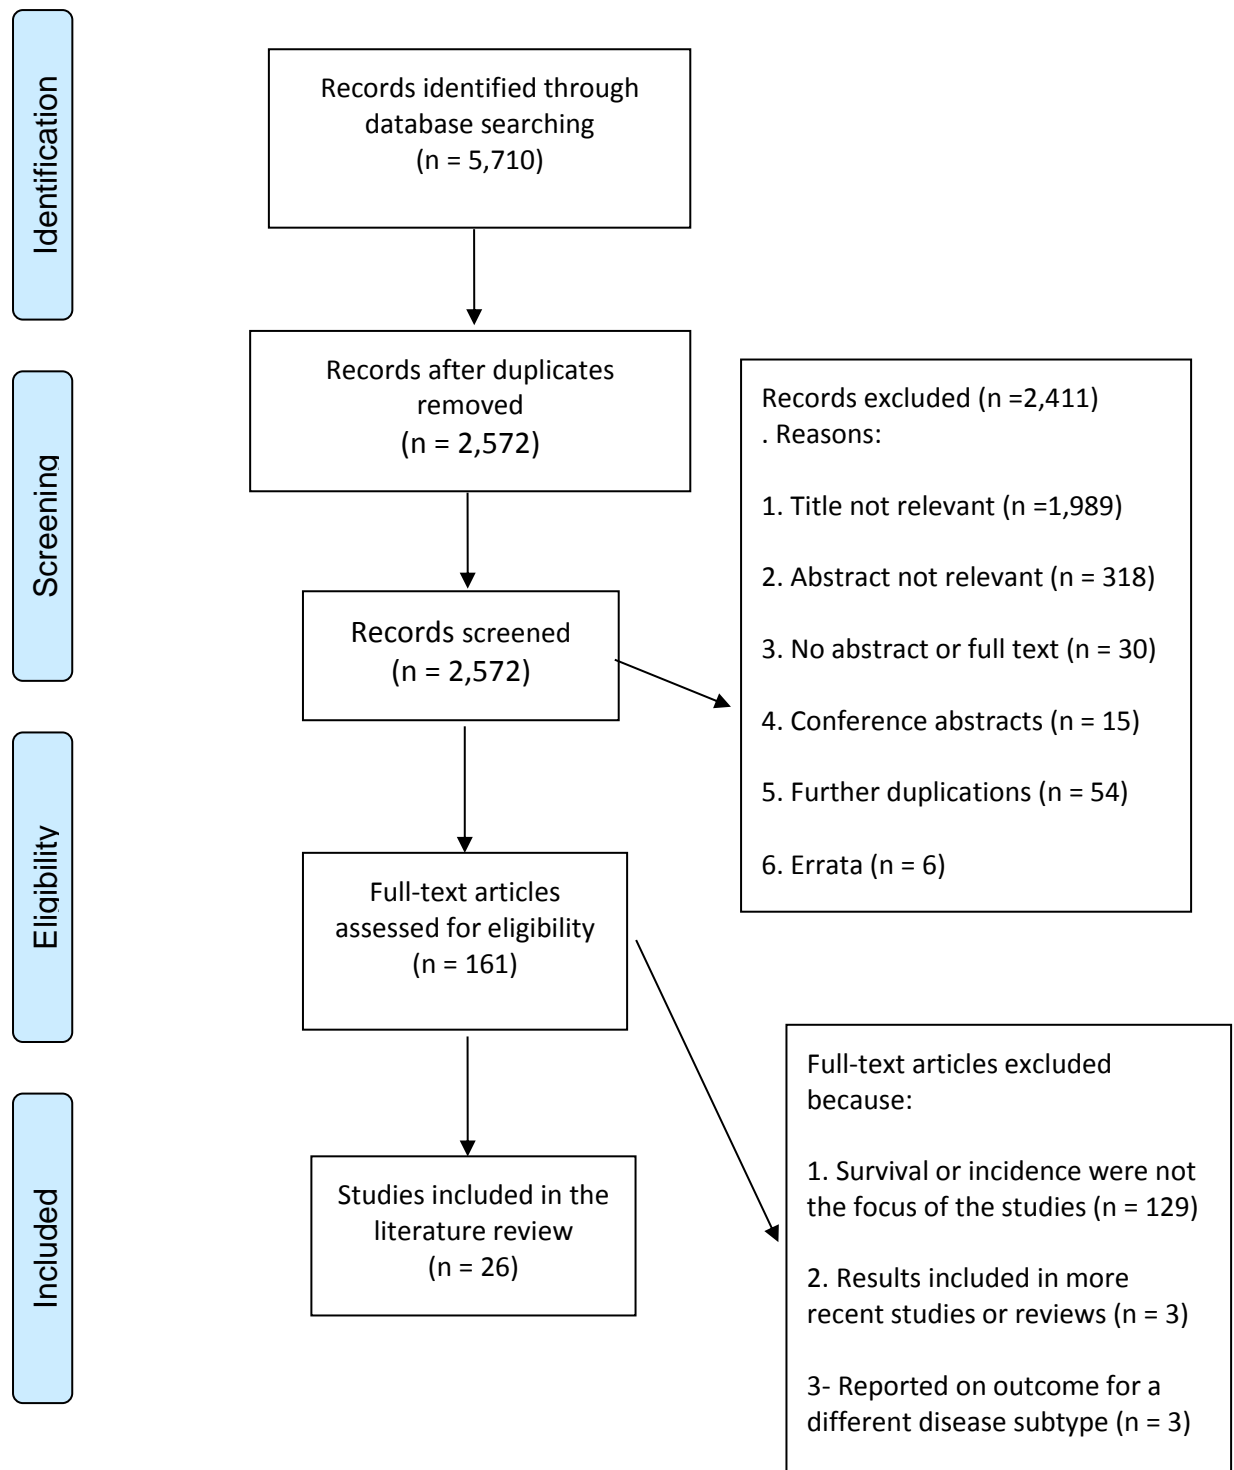 Identification
Records identified through
database searching
(n = 5,710)
Screening
Records after duplicates
removed
(n = 2,572)
Records screened
(n = 2,572)
Records excluded (n =2,411)
. Reasons:
1. Title not relevant (n =1,989)
2. Abstract not relevant (n = 318)
3. No abstract or full text (n = 30)
4. Conference abstracts (n = 15)
5. Further duplications (n = 54)
6. Errata (n = 6)
Eligibility
Full-text articles
assessed for eligibility
(n = 161)
Full-text articles excluded
because:
1. Survival or incidence were not
the focus of the studies (n = 129)
2. Results included in more
recent studies or reviews (n = 3)
3- Reported on outcome for a
different disease subtype (n = 3)
Included
Studies included in the
literature review
(n = 26)